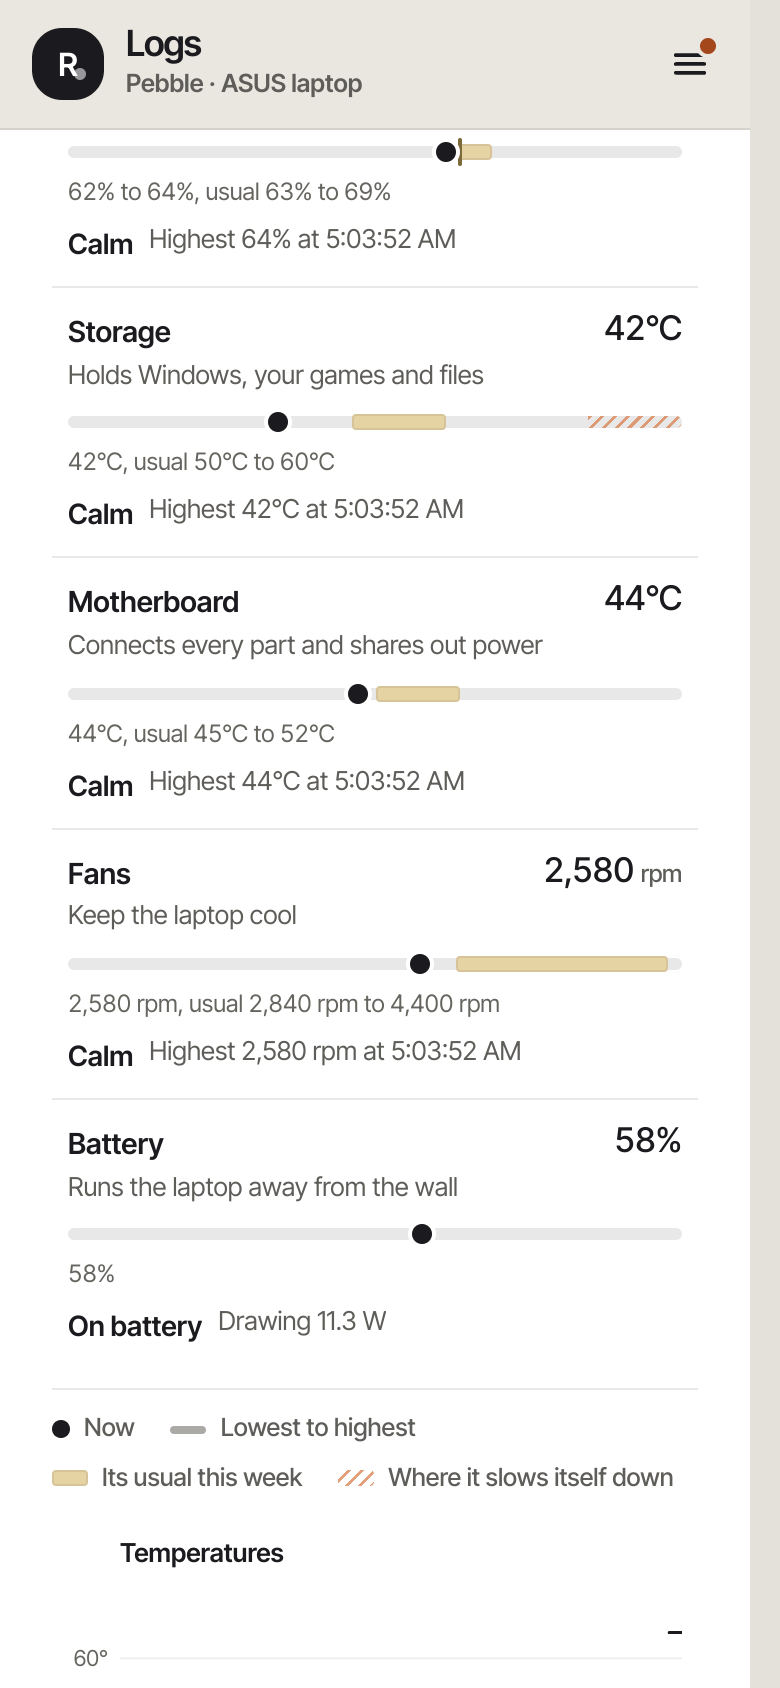 R
Logs
Pebble · ASUS laptop
62% to 64%, usual 63% to 69%
Calm Highest 64% at 5:03:52 AM
Storage 42°C
Holds Windows, your games and files
42°C, usual 50°C to 60°C
Calm Highest 42°C at 5:03:52 AM
Motherboard 44°C
Connects every part and shares out power
44°C, usual 45°C to 52°C
Calm Highest 44°C at 5:03:52 AM
Fans 2,580 rpm
Keep the laptop cool
2,580 rpm, usual 2,840 rpm to 4,400 rpm
Calm Highest 2,580 rpm at 5:03:52 AM
Battery 58%
Runs the laptop away from the wall
58%
On battery Drawing 11.3 W
Now Lowest to highest
Its usual this week Where it slows itself down
Temperatures
60°